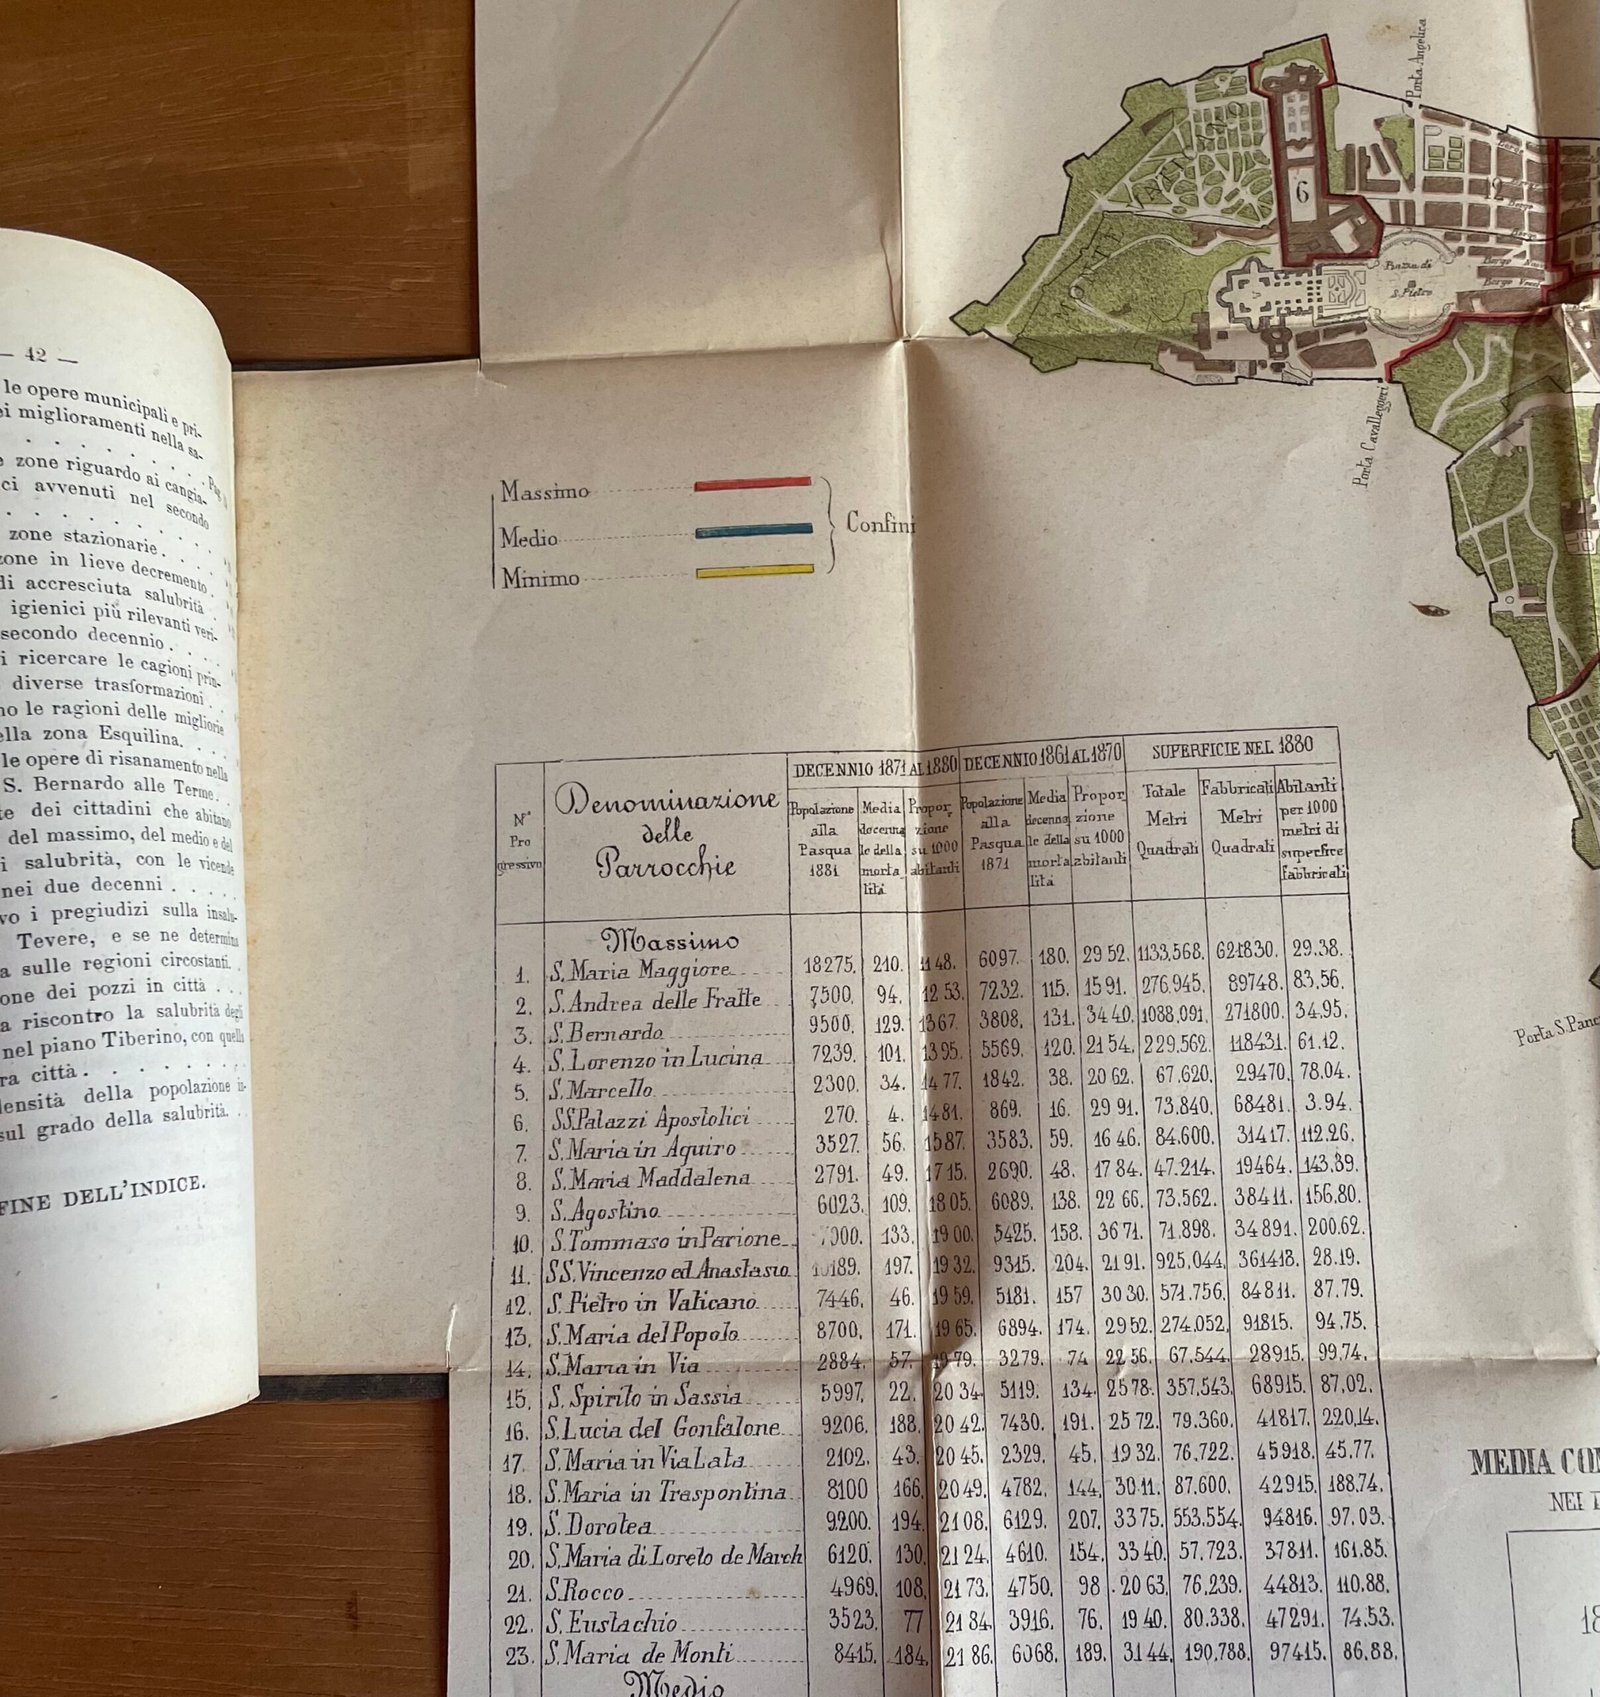 — 42 —
le opere municipali e pri-
ei miglioramenti nella sa-
. . . . . . . . Pag.
e zone riguardo ai cangia-
ci avvenuti nel secondo
zone stazionarie.
zone in lieve decremento
di accresciuta salubrità
igienici più rilevanti veri-
secondo decennio
i ricercare le cagioni prin-
diverse trasformazioni
no le ragioni delle migliorie
ella zona Esquilina.
le opere di risanamento nella
S. Bernardo alle Terme.
te dei cittadini che abitano
del massimo, del medio e del
i salubrità, con le vicende
nei due decenni
vo i pregiudizi sulla insalu-
Tevere, e se ne determina
a sulle regioni circostanti.
one dei pozzi in città
a riscontro la salubrità degli
nel piano Tiberino, con quella
ra città
densità della popolazione in-
sul grado della salubrità.
FINE DELL'INDICE.
Porta Angelica
6
Piazza di
S. Pietro
MONTE
Borgo
Borgo
Borgo
Porta Cavalleggeri
Porta S. Panc
Massimo
Medio
Minimo
Confini
Nº Progressivo
Denominazione
delle
Parrocchie
DECENNIO 1871 AL 1880 DECENNIO 1861 AL 1870 SUPERFICIE NEL 1880
Popolazione alla Pasqua 1881
Media decennale della mortalità
Proporzione su 1000 abitanti
Popolazione alla Pasqua 1871
Media decennale della mortalità
Proporzione su 1000 abitanti
Totale Metri Quadrati
Fabbricati Metri Quadrati
Abitanti per 1000 metri di superfice fabbricati
Massimo
1. S. Maria Maggiore 18275. 210. 11 48. 6097. 180. 29 52. 1133,568. 621830. 29.38.
2. S. Andrea delle Fratte 7500. 94. 12 53. 7232. 115. 15 91. 276.945. 89748. 83,56.
3. S. Bernardo 9500. 129. 13 67. 3808. 131. 34 40. 1088,091. 271800. 34.95.
4. S. Lorenzo in Lucina 7239. 101. 13 95. 5569. 120. 21 54. 229.562. 118431. 61.12.
5. S. Marcello 2300. 34. 14 77. 1842. 38. 20 62. 67.620. 29470. 78.04.
6. SS. Palazzi Apostolici 270. 4. 14 81. 869. 16. 29 91. 73.840. 68481. 3.94.
7. S. Maria in Aquiro 3527. 56. 15 87. 3583. 59. 16 46. 84.600. 31417. 112.26.
8. S. Maria Maddalena 2791. 49. 17 15. 2690. 48. 17 84. 47.214. 19464. 143.39.
9. S. Agostino 6023. 109. 18 05. 6089. 138. 22 66. 73,562. 38411. 156.80.
10. S. Tommaso in Parione 7000. 133. 19 00. 5425. 158. 36 71. 71,898. 34891. 200.62.
11. SS. Vincenzo ed Anastasio 10189. 197. 19 32. 9315. 204. 21 91. 925,044. 361418. 28.19.
12. S. Pietro in Vaticano 7446. 46. 19 59. 5181. 157 30 30. 571.756. 84811. 87.79.
13. S. Maria del Popolo 8700. 171. 19 65. 6894. 174. 29 52. 274.052. 91815. 94,75.
14. S. Maria in Via 2884. 57. 19 79. 3279. 74 22 56. 67.544. 28915. 99,74.
15. S. Spirito in Sassia 5997. 22. 20 34. 5119. 134. 25 78. 357,543. 68915. 87,02.
16. S. Lucia del Gonfalone 9206. 188. 20 42. 7430. 191. 25 72. 79.360. 41817. 220,14.
17. S. Maria in Via Lata 2102. 43. 20 45. 2329. 45. 19 32. 76,722. 45918. 45.77.
18. S. Maria in Traspontina 8100 166. 20 49. 4782. 144. 30 11. 87.600. 42915. 188.74.
19. S. Dorotea 9200. 194. 21 08. 6129. 207. 33 75. 553.554. 94816. 97.03.
20. S. Maria di Loreto de March 6120. 130. 21 24. 4610. 154. 33 40. 57.723. 37811. 161,85.
21. S. Rocco 4969. 108. 21 73. 4750. 98 20 63. 76,239. 44813. 110.88.
22. S. Eustachio 3523. 77 21 84. 3916. 76. 19 40. 80.338. 47291. 74.53.
23. S. Maria de Monti 8415. 184. 21 86. 6068. 189. 31 44. 190,788. 97415. 86.88.
Medio
MEDIA CO
NEI
18